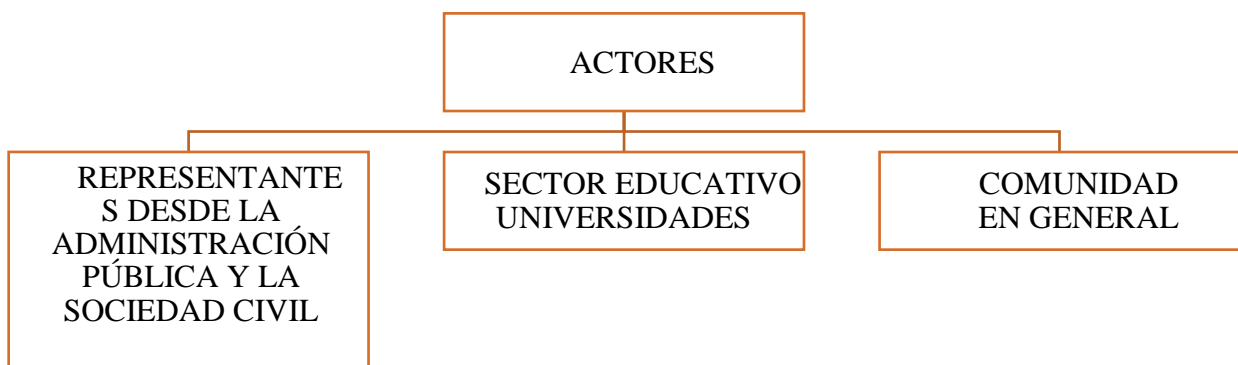 ACTORES
REPRESENTANTE
S DESDE LA
ADMINISTRACIÓN
PÚBLICA Y LA
SOCIEDAD CIVIL
SECTOR EDUCATIVO
UNIVERSIDADES
COMUNIDAD
EN GENERAL